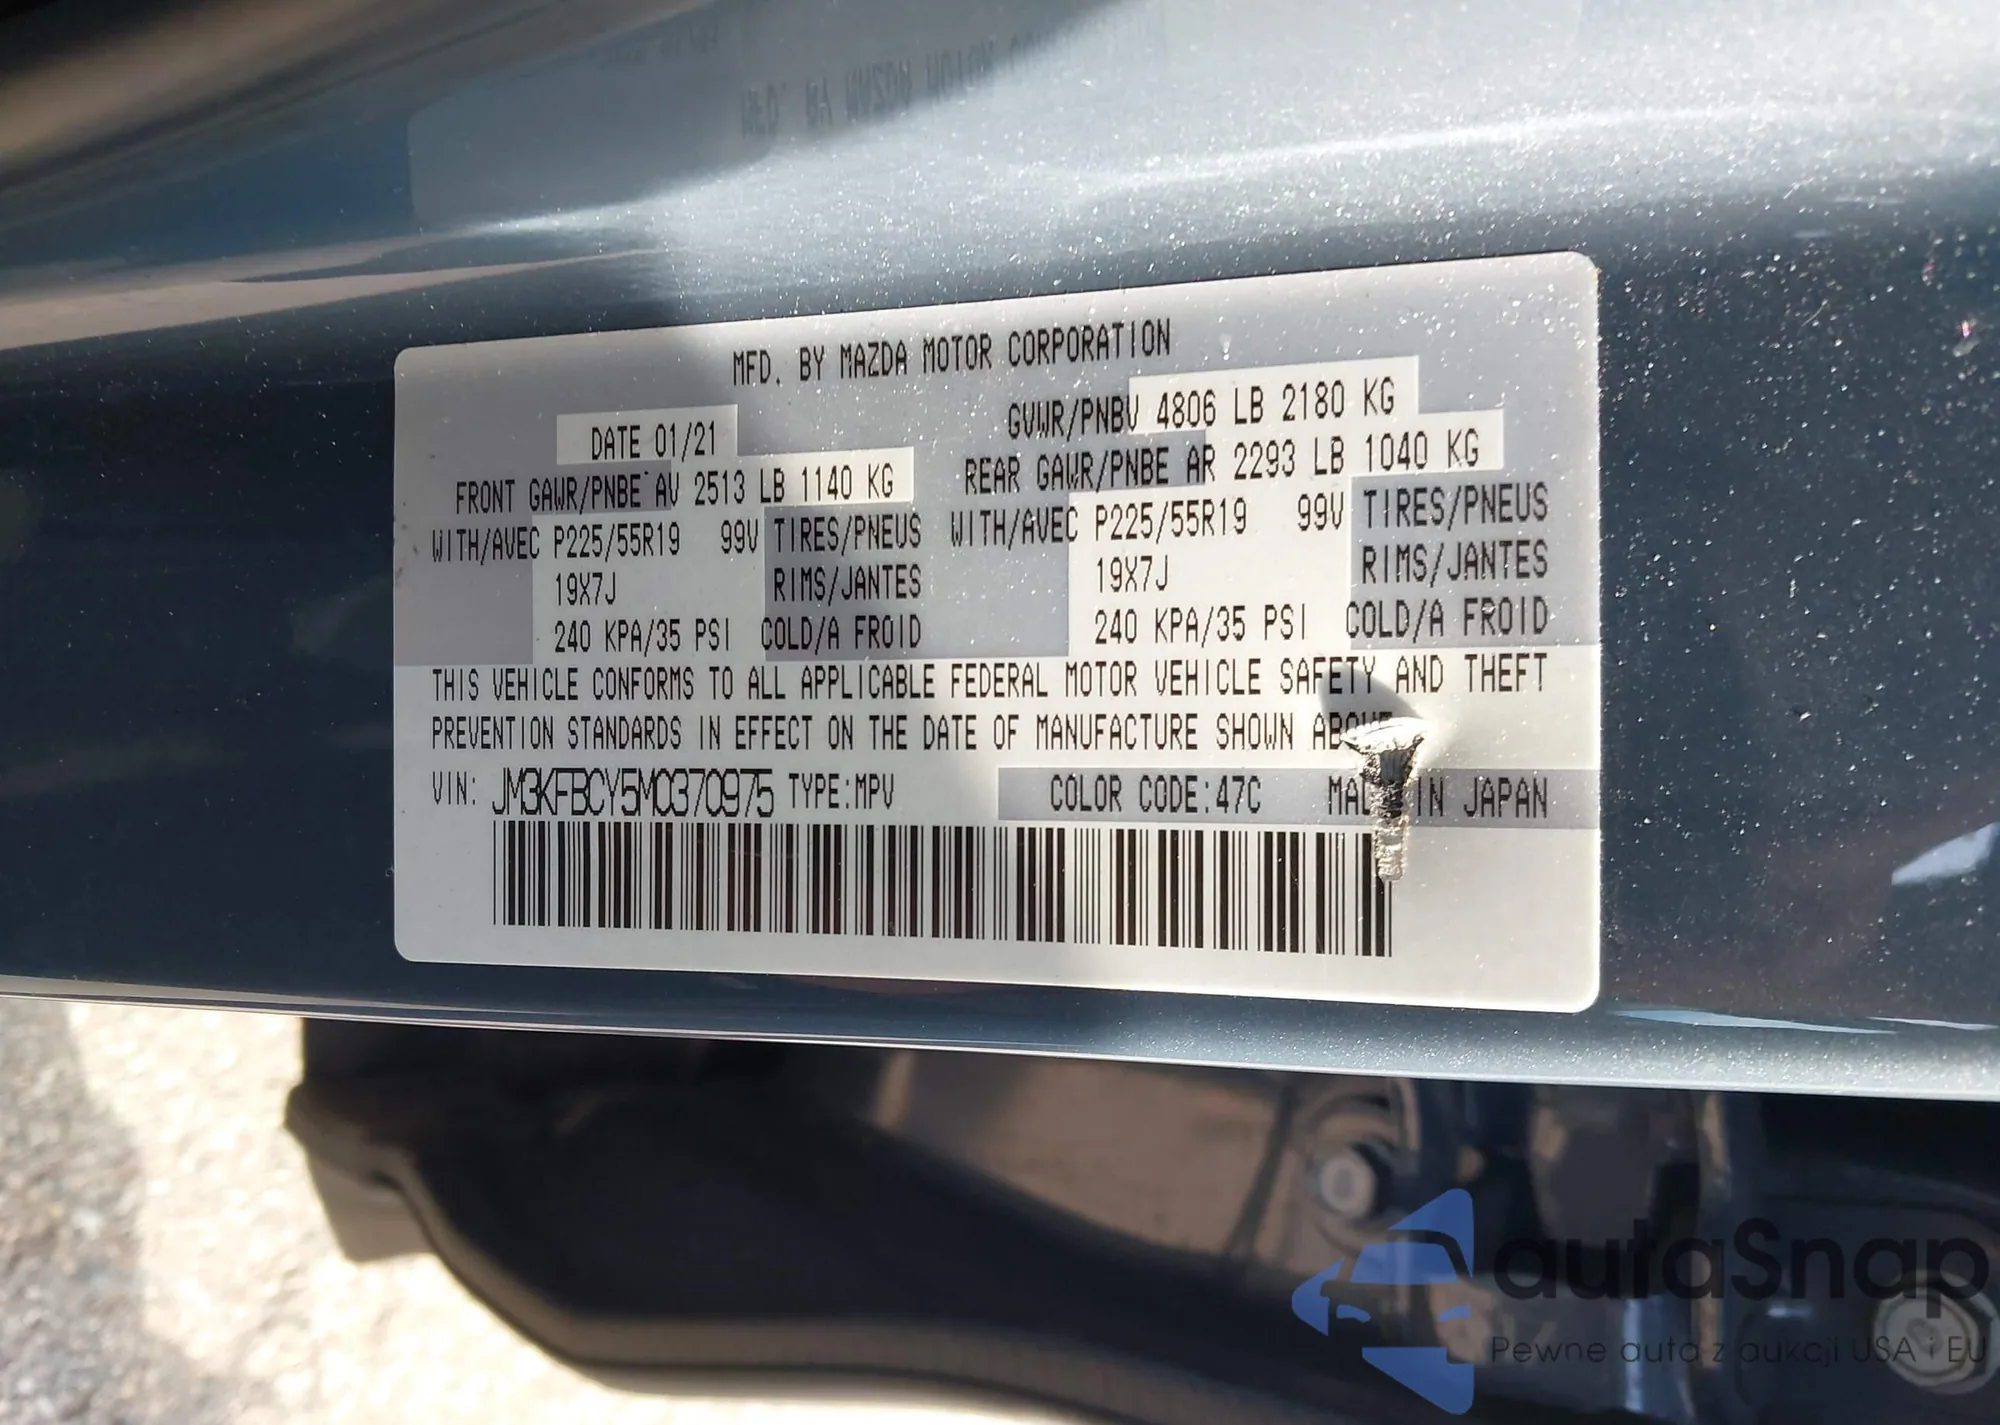 MFD. BY MAZDA MOTOR CORPORATION
DATE 01/21 GVWR/PNBV 4806 LB 2180 KG
FRONT GAWR/PNBE AV 2513 LB 1140 KG REAR GAWR/PNBE AR 2293 LB 1040 KG
WITH/AVEC P225/55R19 99V TIRES/PNEUS WITH/AVEC P225/55R19 99V TIRES/PNEUS
19X7J RIMS/JANTES 19X7J RIMS/JANTES
240 KPA/35 PSI COLD/A FROID 240 KPA/35 PSI COLD/A FROID
THIS VEHICLE CONFORMS TO ALL APPLICABLE FEDERAL MOTOR VEHICLE SAFETY AND THEFT
PREVENTION STANDARDS IN EFFECT ON THE DATE OF MANUFACTURE SHOWN ABOVE
VIN: JM3KFBCY5M0370975 TYPE:MPV COLOR CODE:47C MADE IN JAPAN
autaSnap
Pewne auta z aukcji USA i EU